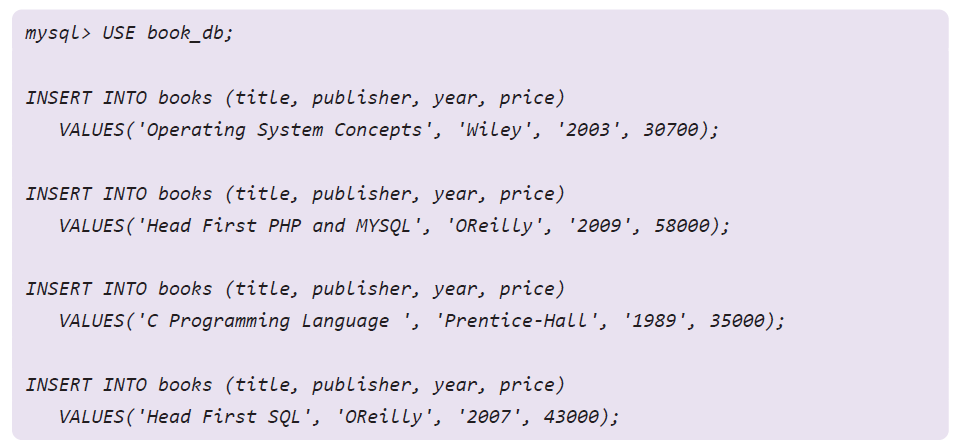 mysql> USE book_db;
INSERT INTO books (title, publisher, year, price)
VALUES('Operating System Concepts', 'Wiley', '2003', 30700);
INSERT INTO books (title, publisher, year, price)
VALUES('Head First PHP and MYSQL', 'OReilly', '2009', 58000);
INSERT INTO books (title, publisher, year, price)
VALUES('C Programming Language ', 'Prentice-Hall', '1989', 35000);
INSERT INTO books (title, publisher, year, price)
VALUES('Head First SQL', 'OReilly', '2007', 43000);